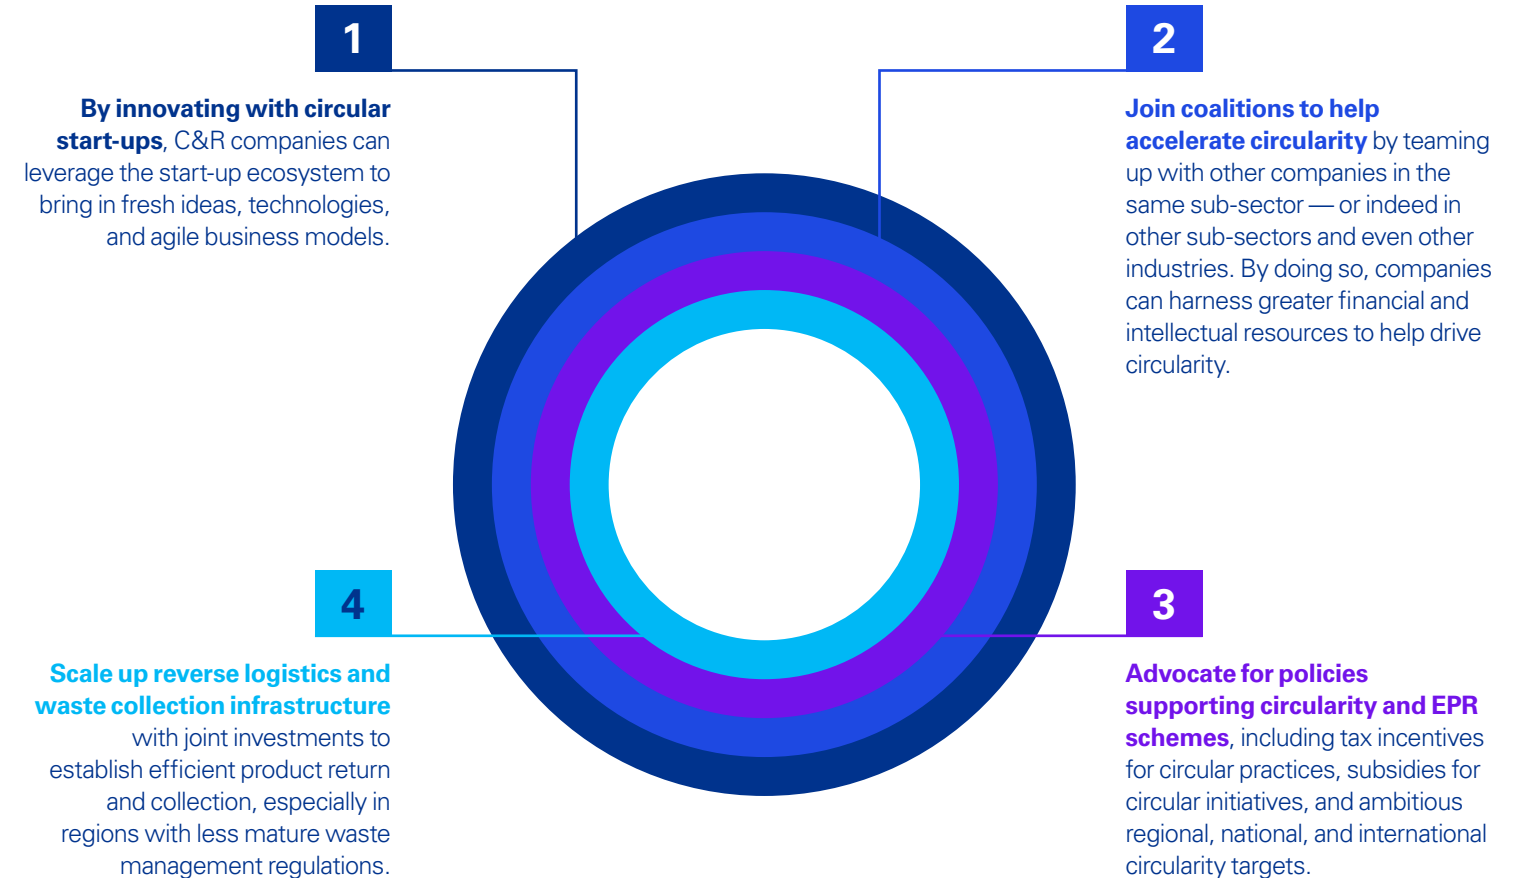 1
By innovating with circular
start-ups, C&R companies can
leverage the start-up ecosystem to
bring in fresh ideas, technologies,
and agile business models.
2
Join coalitions to help
accelerate circularity by teaming
up with other companies in the
same sub-sector — or indeed in
other sub-sectors and even other
industries. By doing so, companies
can harness greater financial and
intellectual resources to help drive
circularity.
3
Advocate for policies
supporting circularity and EPR
schemes, including tax incentives
for circular practices, subsidies for
circular initiatives, and ambitious
regional, national, and international
circularity targets.
4
Scale up reverse logistics and
waste collection infrastructure
with joint investments to
establish efficient product return
and collection, especially in
regions with less mature waste
management regulations.